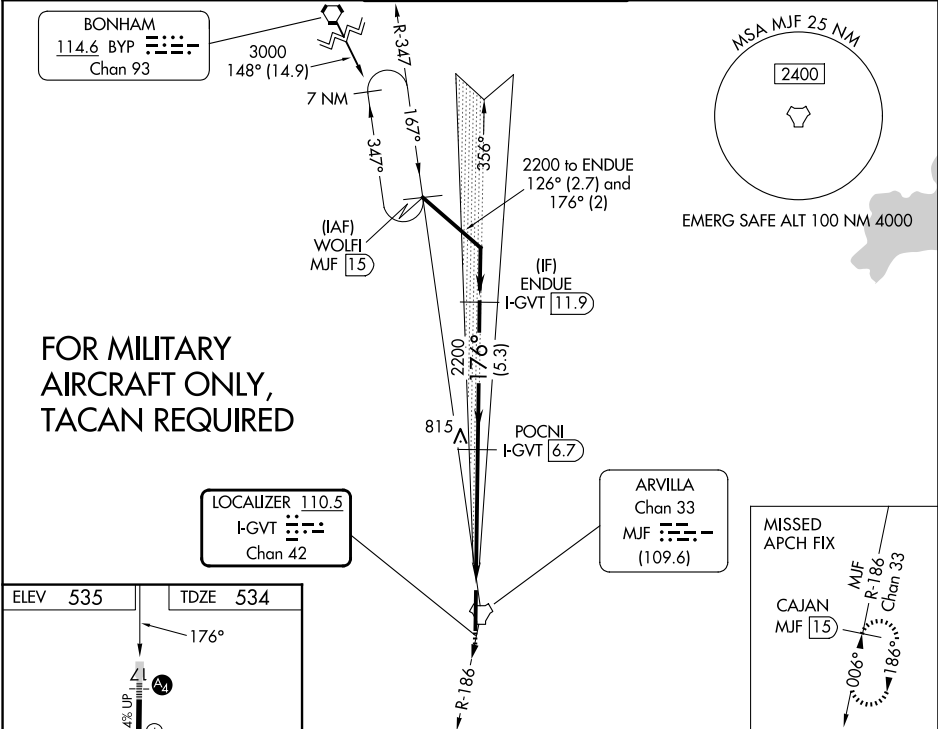 BONHAM
114.6 BYP
Chan 93
3000
148° (14.9)
7 NM
R-347
167°
347°
356°
2200 to ENDUE
126° (2.7) and
176° (2)
MSA MJF 25 NM
2400
EMERG SAFE ALT 100 NM 4000
(IAF)
WOLFI
MJF 15
(IF)
ENDUE
I-GVT 11.9
FOR MILITARY
AIRCRAFT ONLY,
TACAN REQUIRED
2200
176°
(5.3)
815
POCNI
I-GVT 6.7
LOCALIZER 110.5
I-GVT
Chan 42
ARVILLA
Chan 33
MJF
(109.6)
MISSED
APCH FIX
MJF
R-186
Chan 33
CAJAN
MJF 15
006°
186°
R-186
ELEV 535
TDZE 534
176°
17
A4
4% UP